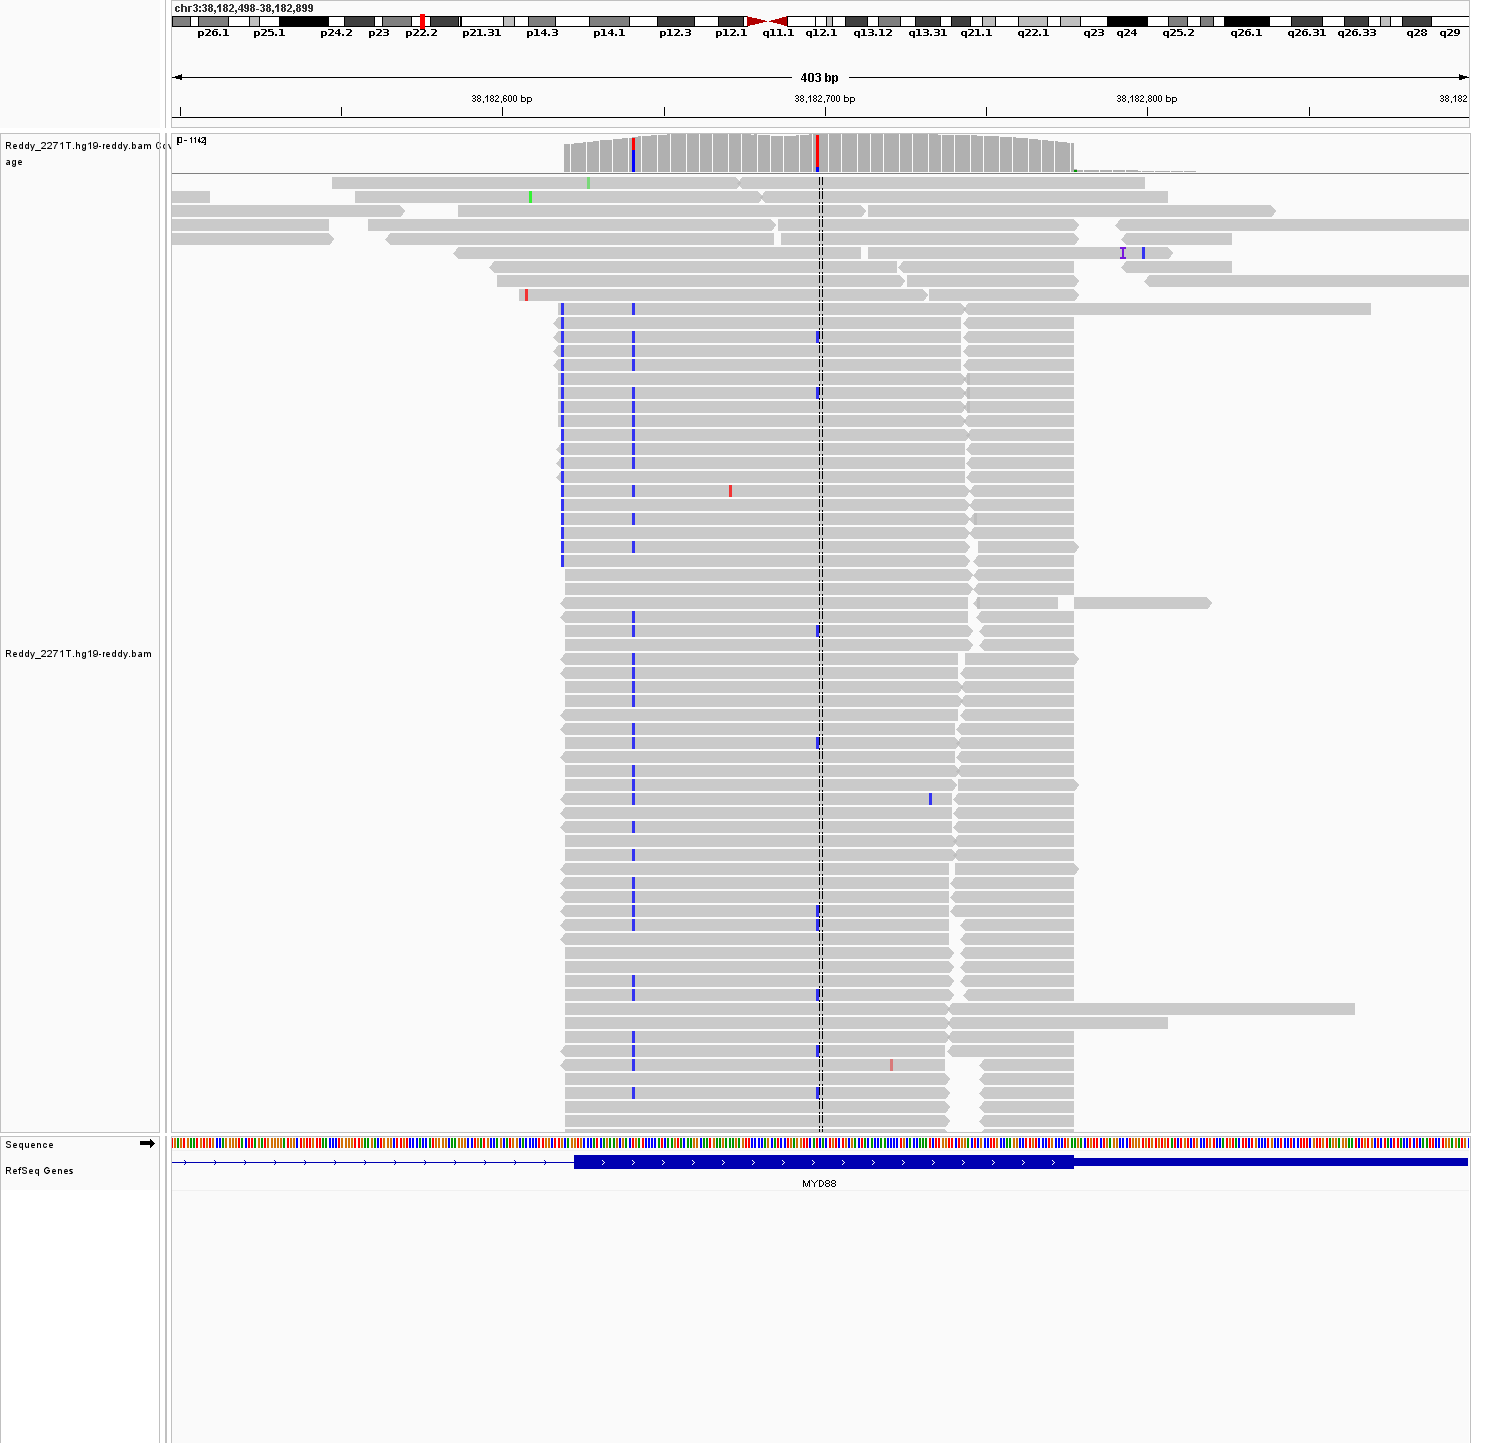 chr3:38,182,498-38,182,899
p26.1 p25.1 p24.2 p23 p22.2 p21.31 p14.3 p14.1 p12.3 p12.1 q11.1 q12.1 q13.12 q13.31 q21.1 q22.1 q23 q24 q25.2 q26.1 q26.31 q26.33 q28 q29
403 bp
38,182,600 bp 38,182,700 bp 38,182,800 bp 38,182
Reddy_2271T.hg19-reddy.bam Cov
age
[0 - 1142]
Reddy_2271T.hg19-reddy.bam
Sequence
RefSeq Genes
MYD88